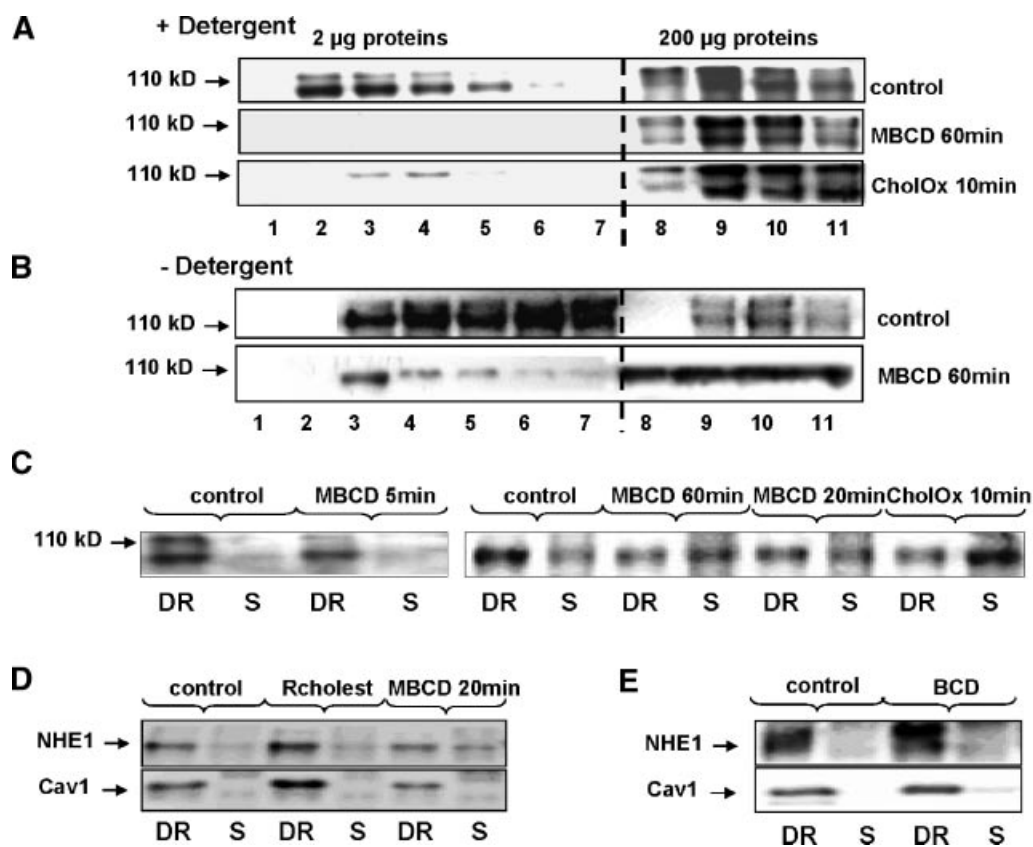 A
+ Detergent
2 µg proteins
200 µg proteins
110 kD
control
110 kD
MBCD 60min
110 kD
CholOx 10min
1 2 3 4 5 6 7 8 9 10 11
B
- Detergent
110 kD
control
110 kD
MBCD 60min
1 2 3 4 5 6 7 8 9 10 11
C
control MBCD 5min control MBCD 60min MBCD 20min CholOx 10min
110 kD
DR S DR S DR S DR S DR S DR S
D
control Rcholest MBCD 20min
NHE1
Cav1
DR S DR S DR S
E
control BCD
NHE1
Cav1
DR S DR S